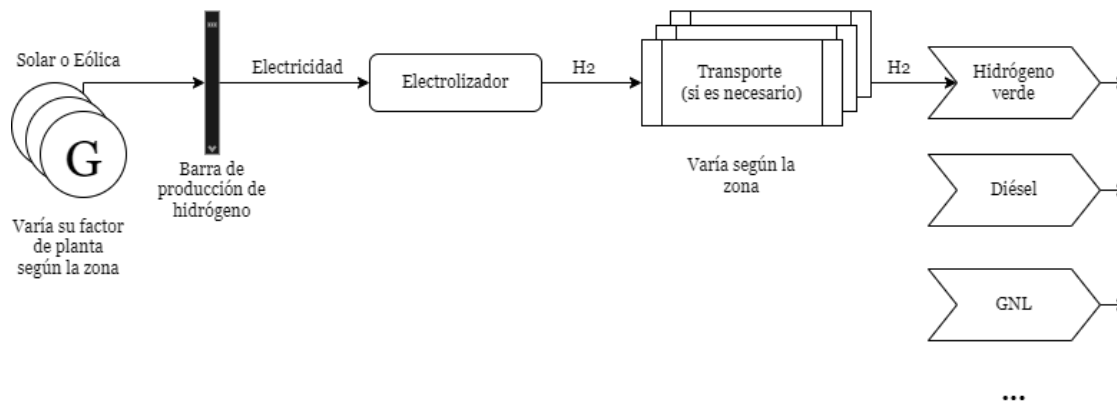 Solar o Eólica
G
Varía su factor
de planta
según la zona
Barra de
producción de
hidrógeno
Electricidad
Electrolizador
H2
Transporte
(si es necesario)
Varía según la
zona
H2
Hidrógeno
verde
Diésel
GNL
...